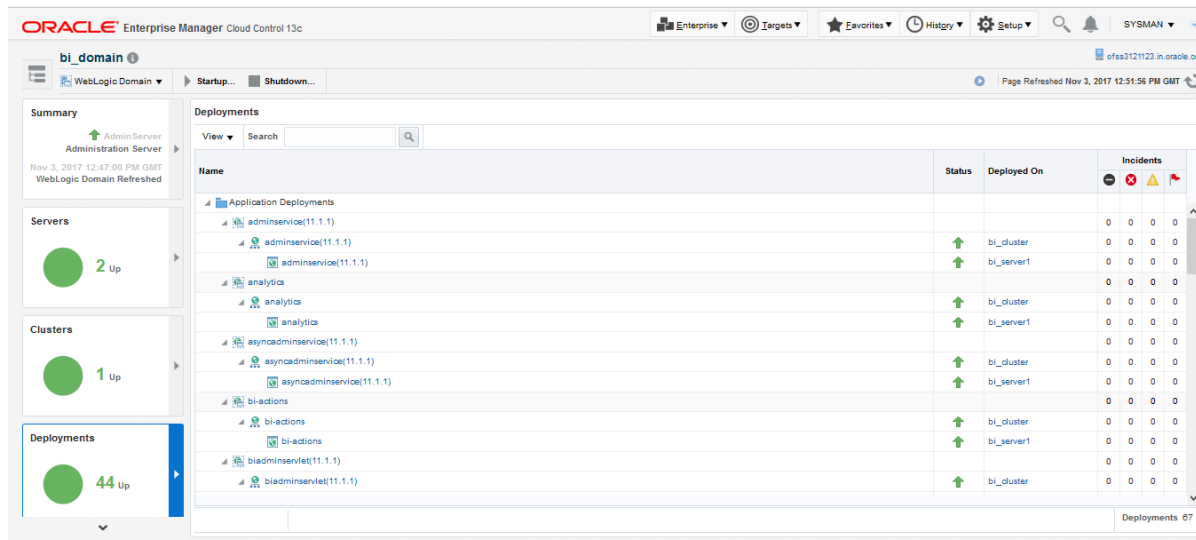 ORACLE Enterprise Manager Cloud Control 13c
Enterprise Targets Favorites History Setup SYSMAN
bi_domain
WebLogic Domain Startup... Shutdown...
Page Refreshed Nov 3, 2017 12:51:56 PM GMT
Summary
AdminServer
Administration Server
Nov 3, 2017 12:47:00 PM GMT
WebLogic Domain Refreshed
Servers
2 Up
Clusters
1 Up
Deployments
44 Up
Deployments
View Search
Name Status Deployed On Incidents
Application Deployments
adminservice(11.1.1) 0 0 0 0
adminservice(11.1.1) bi_cluster 0 0 0 0
adminservice(11.1.1) bi_server1 0 0 0 0
analytics 0 0 0 0
analytics bi_cluster 0 0 0 0
analytics bi_server1 0 0 0 0
asyncadminservice(11.1.1) 0 0 0 0
asyncadminservice(11.1.1) bi_cluster 0 0 0 0
asyncadminservice(11.1.1) bi_server1 0 0 0 0
bi-actions 0 0 0 0
bi-actions bi_cluster 0 0 0 0
bi-actions bi_server1 0 0 0 0
biadminservlet(11.1.1) 0 0 0 0
biadminservlet(11.1.1) bi_cluster 0 0 0 0
Deployments 67